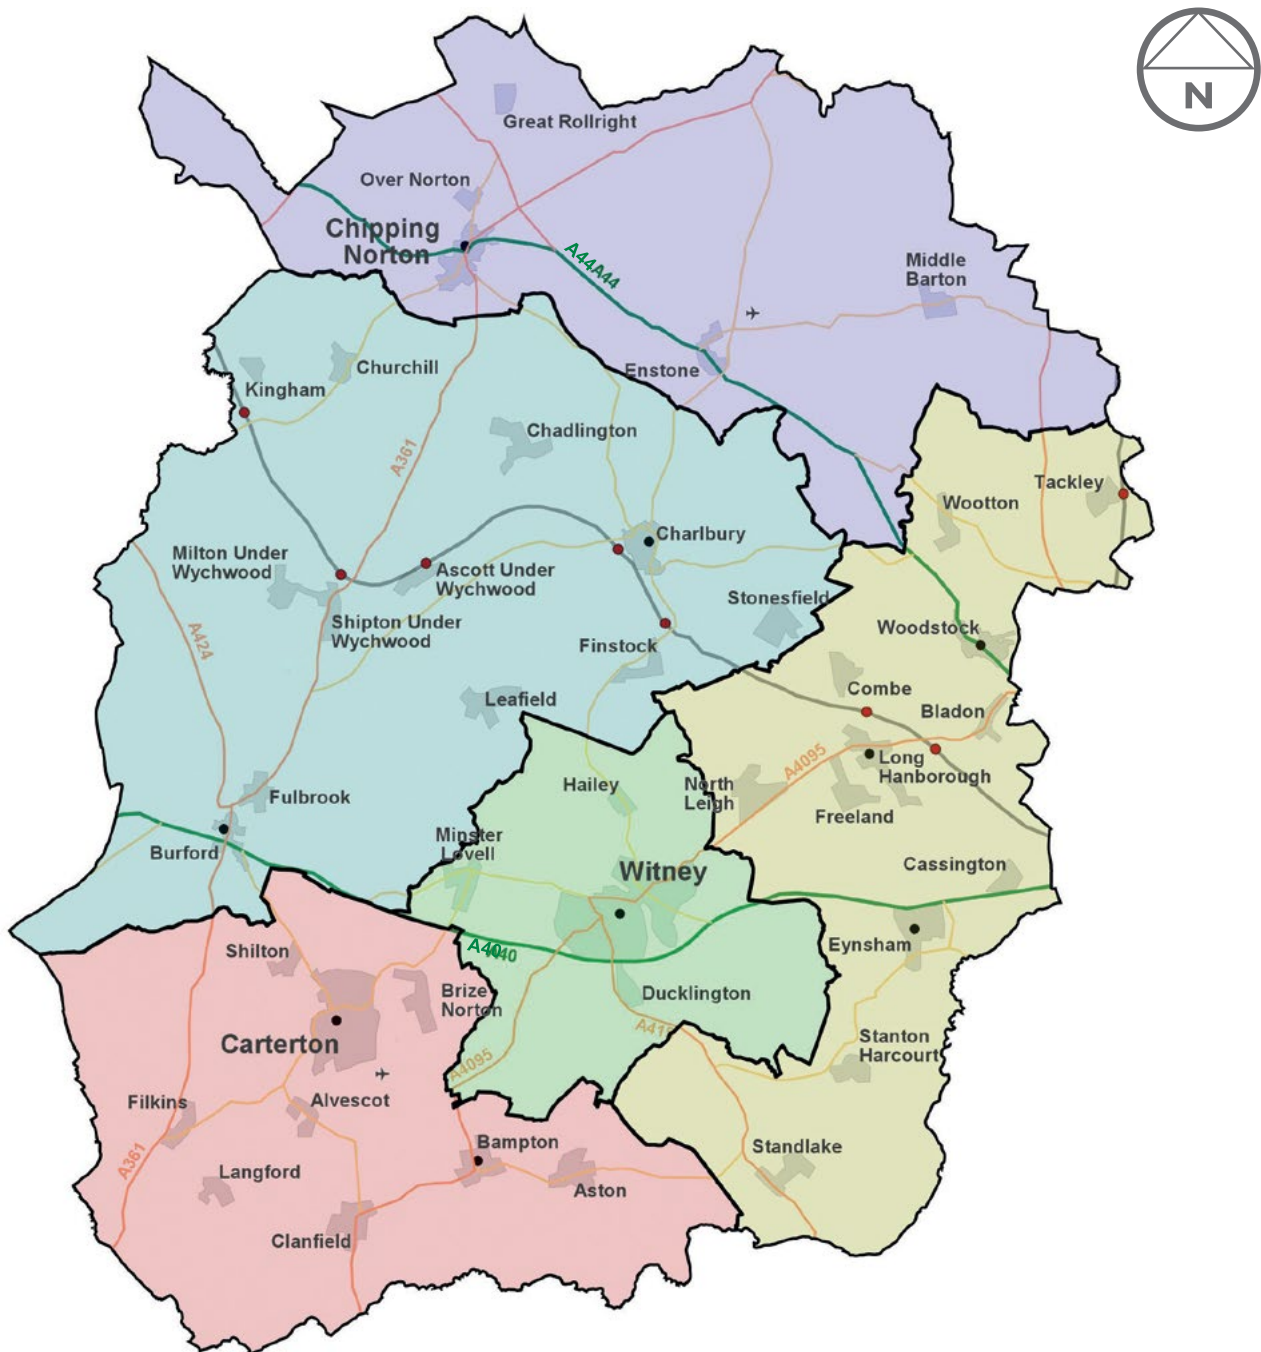 N
Great Rollright
Over Norton
Chipping
Norton
A44A44
Middle
Barton
Enstone
Churchill
Kingham
Chadlington
A361
Tackley
Wootton
Charlbury
Milton Under
Wychwood
Ascott Under
Wychwood
Stonesfield
Shipton Under
Wychwood
Woodstock
A424
Finstock
Combe
Leafield
Bladon
A4095
Long
Hanborough
Hailey
North
Leigh
Fulbrook
Freeland
Minster
Lovell
Burford
Cassington
Witney
Eynsham
Shilton
A40
A40
Brize
Norton
Ducklington
A415
Stanton
Harcourt
Carterton
A4095
Filkins
Alvescot
Bampton
Standlake
A361
Langford
Aston
Clanfield